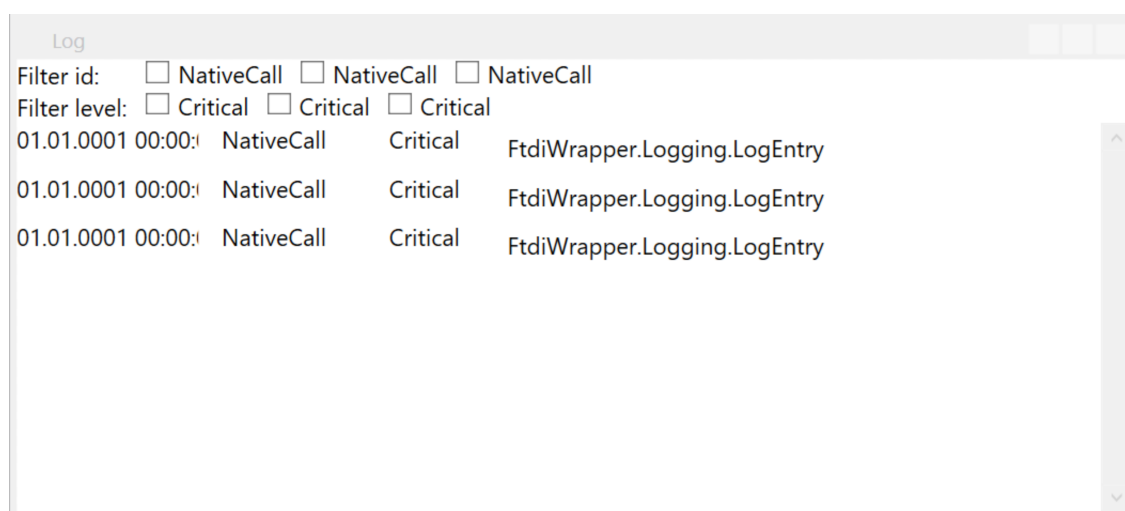 Log
Filter id: NativeCall NativeCall NativeCall
Filter level: Critical Critical Critical
01.01.0001 00:00: NativeCall Critical FtdiWrapper.Logging.LogEntry
01.01.0001 00:00: NativeCall Critical FtdiWrapper.Logging.LogEntry
01.01.0001 00:00: NativeCall Critical FtdiWrapper.Logging.LogEntry